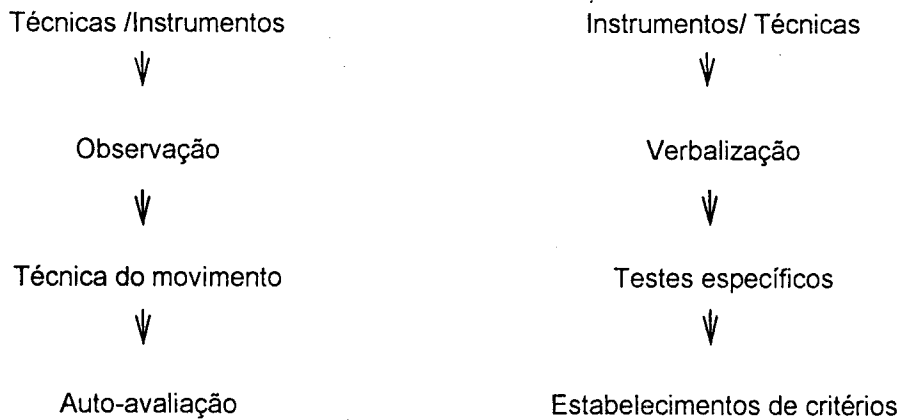 Técnicas /Instrumentos
Observação
Técnica do movimento
Auto-avaliação
Instrumentos/ Técnicas
Verbalização
Testes específicos
Estabelecimentos de critérios